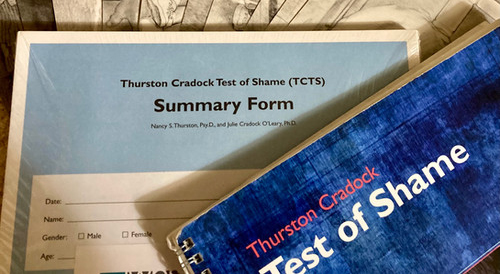 Thurston Cradock Test of Shame (TCTS)
Summary Form
Nancy S. Thurston, Psy.D., and Julie Cradock O'Leary, Ph.D.
Date:
Name:
Gender: ☐ Male ☐ Female
Age:
Thurston Cradock
Test of Shame